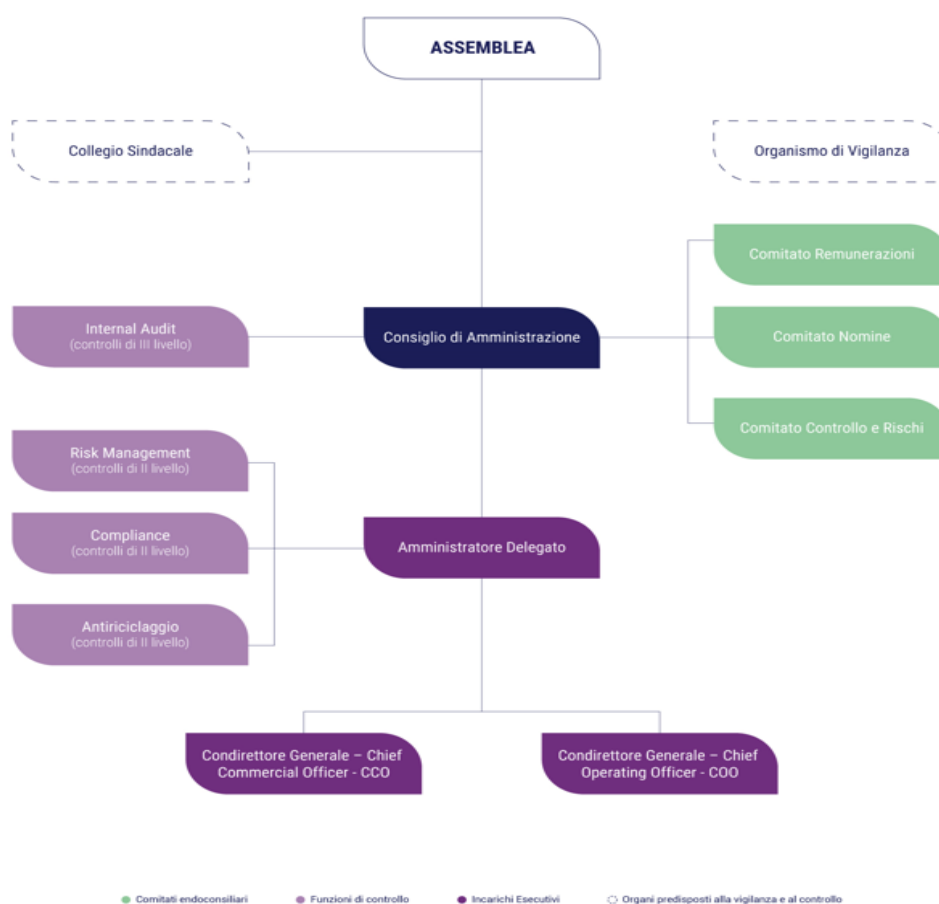 ASSEMBLEA
Collegio Sindacale
Organismo di Vigilanza
Comitato Remunerazioni
Internal Audit
(controlli di III livello)
Consiglio di Amministrazione
Comitato Nomine
Comitato Controllo e Rischi
Risk Management
(controlli di II livello)
Compliance
(controlli di II livello)
Amministratore Delegato
Antiriciclaggio
(controlli di II livello)
Condirettore Generale – Chief
Commercial Officer - CCO
Condirettore Generale – Chief
Operating Officer - COO
Comitati endoconsiliari
Funzioni di controllo
Incarichi Esecutivi
Organi predisposti alla vigilanza e al controllo